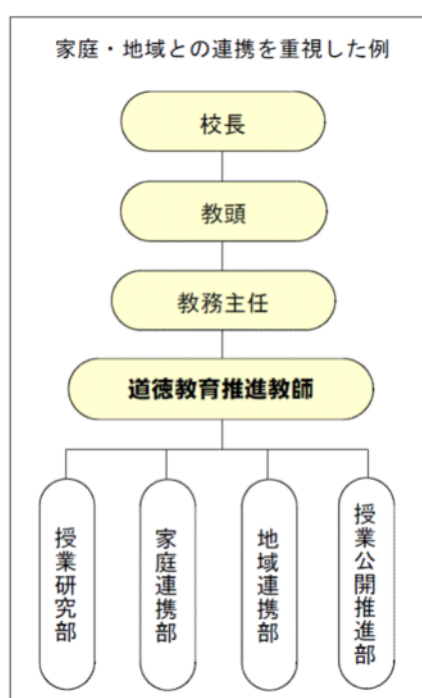 家庭・地域との連携を重視した例
校長
教頭
教務主任
道徳教育推進教師
授業研究部
家庭連携部
地域連携部
授業公開推進部